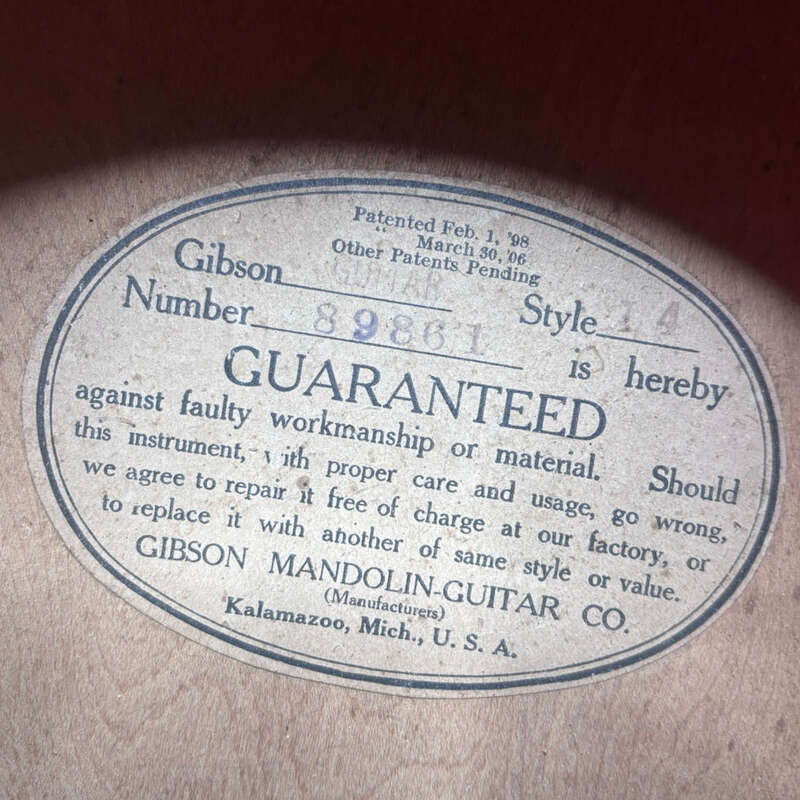 Patented Feb. 1, '98
" March 30, '06
Other Patents Pending
Gibson GUITAR Style L4
Number 89861 is hereby
GUARANTEED
against faulty workmanship or material. Should
this instrument, with proper care and usage, go wrong,
we agree to repair it free of charge at our factory, or
to replace it with another of same style or value.
GIBSON MANDOLIN-GUITAR CO.
(Manufacturers)
Kalamazoo, Mich., U. S. A.